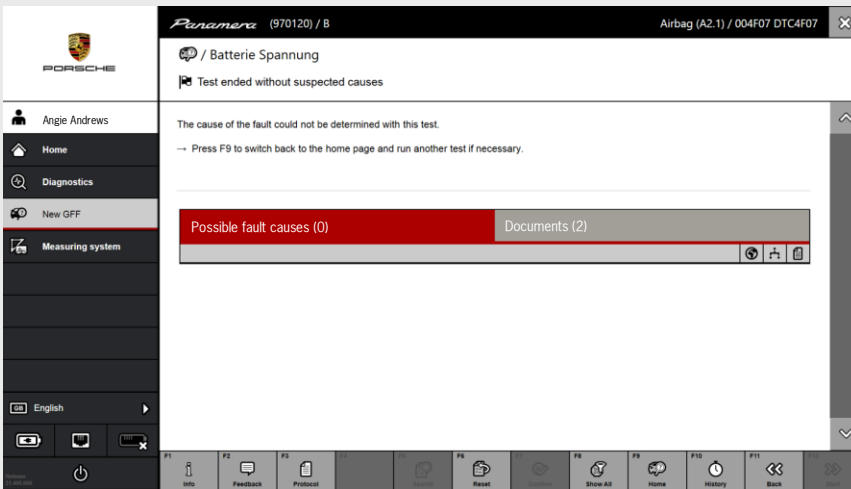 Panamera (970120) / B
Airbag (A2.1) / 004F07 DTC4F07
PORSCHE
/ Batterie Spannung
Test ended without suspected causes
Angie Andrews
Home
Diagnostics
New GFF
Measuring system
The cause of the fault could not be determined with this test.
→ Press F9 to switch back to the home page and run another test if necessary.
Possible fault causes (0)
Documents (2)
GB English
F1 Info
F2 Feedback
F3 Protocol
F6 Reset
F8 Show All
F9 Home
F10 History
F11 Back